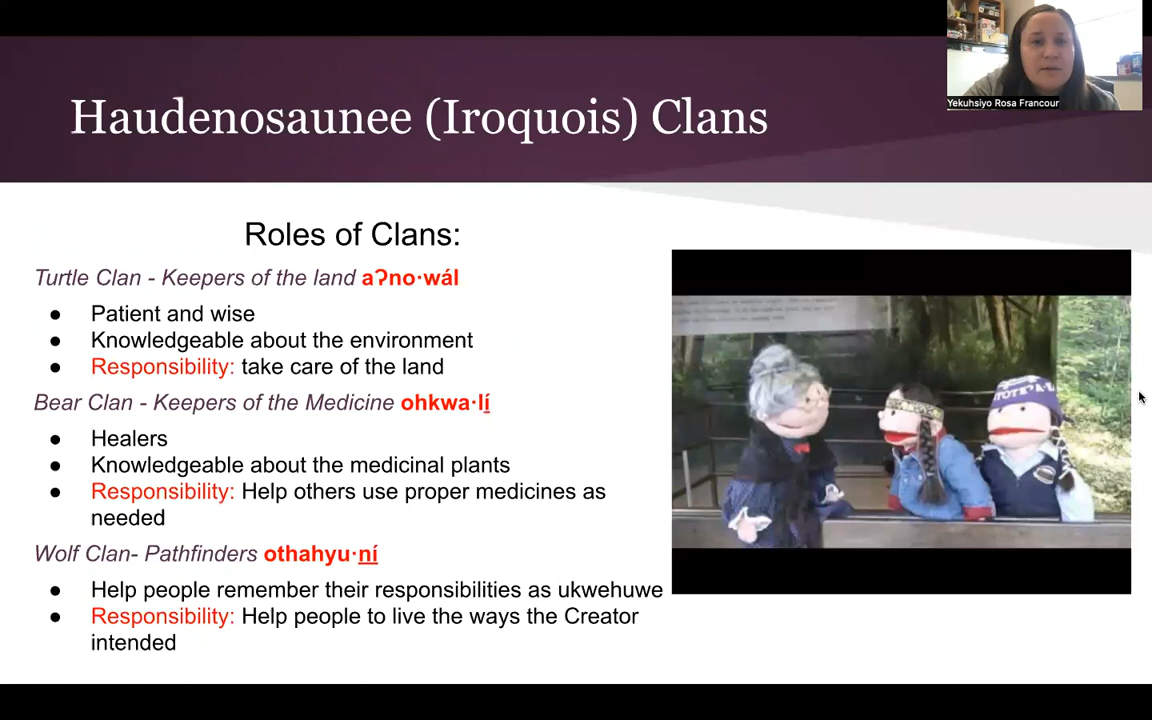 Haudenosaunee (Iroquois) Clans
Yekuhsiyo Rosa Francour
Roles of Clans:
Turtle Clan - Keepers of the land aʔno·wál
● Patient and wise
● Knowledgeable about the environment
● Responsibility: take care of the land
Bear Clan - Keepers of the Medicine ohkwa·lí
● Healers
● Knowledgeable about the medicinal plants
● Responsibility: Help others use proper medicines as
needed
Wolf Clan- Pathfinders othahyu·ní
● Help people remember their responsibilities as ukwehuwe
● Responsibility: Help people to live the ways the Creator
intended